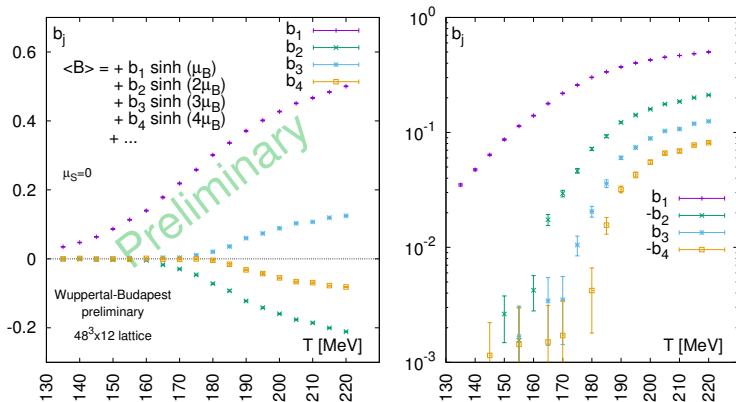 b_j
0.6
0.4
0.2
0
-0.2
<B> = + b_1 sinh (μ_B)
+ b_2 sinh (2μ_B)
+ b_3 sinh (3μ_B)
+ b_4 sinh (4μ_B)
+ ...
b_1
b_2
b_3
b_4
μ_S=0
Preliminary
Wuppertal-Budapest
preliminary
48^3x12 lattice
T [MeV]
130 140 150 160 170 180 190 200 210 220 230
b_j
10^0
10^-1
10^-2
10^-3
b_1
-b_2
b_3
-b_4
T [MeV]
130 140 150 160 170 180 190 200 210 220 230